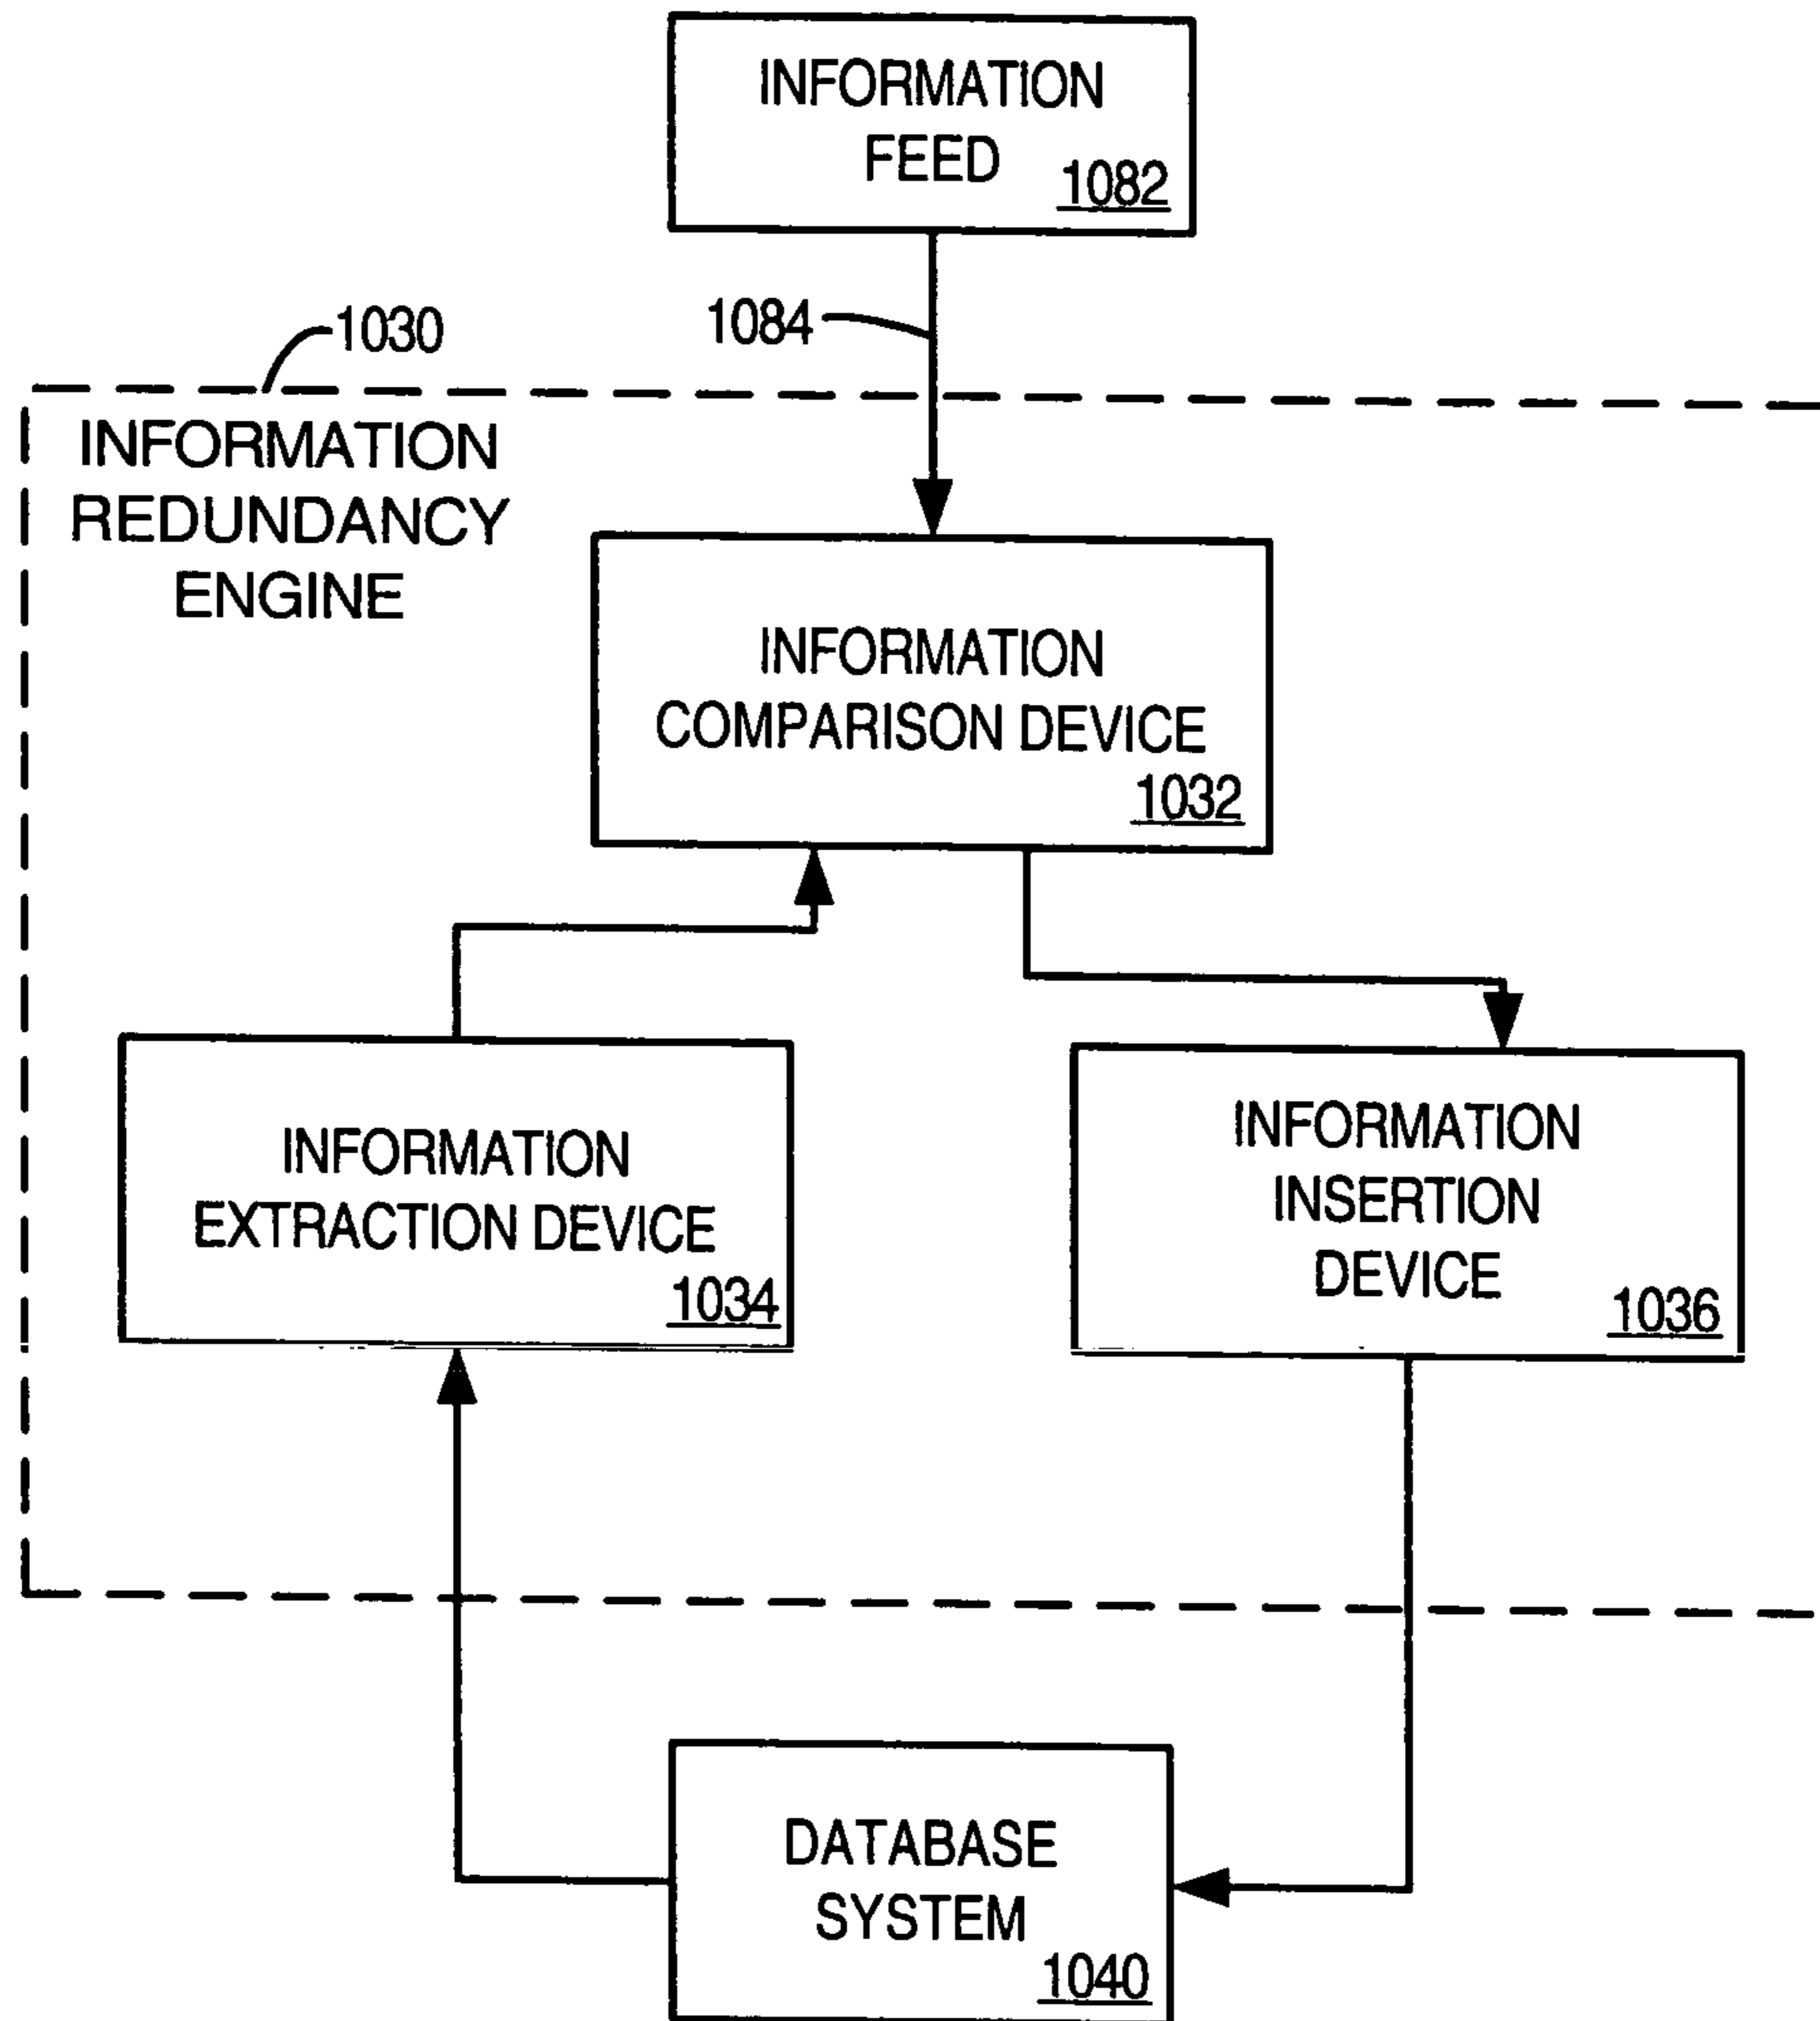 INFORMATION
FEED
1082
1030
1084
INFORMATION
REDUNDANCY
ENGINE
INFORMATION
COMPARISON DEVICE
1032
INFORMATION
EXTRACTION DEVICE
1034
INFORMATION
INSERTION
DEVICE
1036
DATABASE
SYSTEM
1040